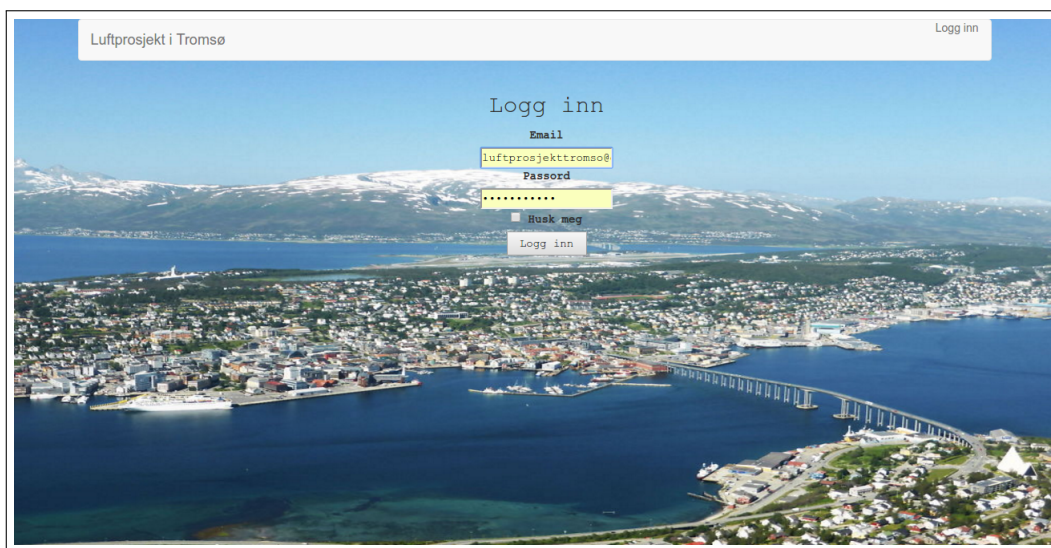 Luftprosjekt i Tromsø
Logg inn
Logg inn
Email
luftprosjekttromso@
Passord
•••••••••••
Husk meg
Logg inn